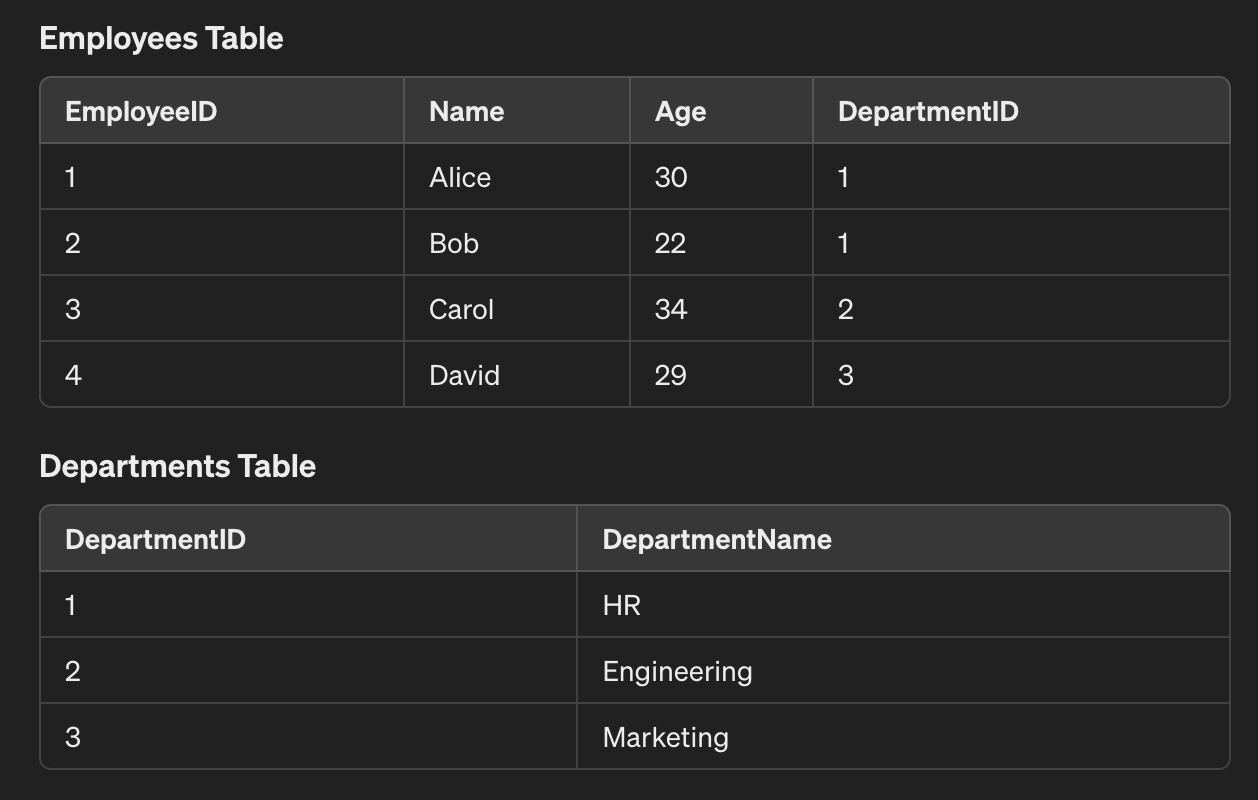 Employees Table
EmployeeID Name Age DepartmentID
1 Alice 30 1
2 Bob 22 1
3 Carol 34 2
4 David 29 3
Departments Table
DepartmentID DepartmentName
1 HR
2 Engineering
3 Marketing